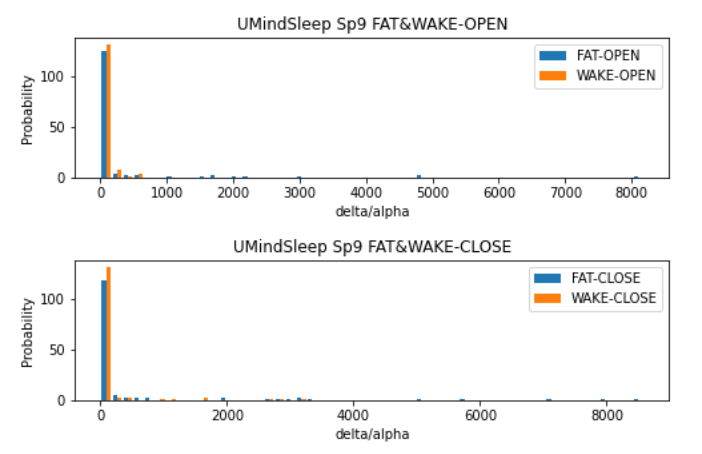 UMindSleep Sp9 FAT&WAKE-OPEN
FAT-OPEN
WAKE-OPEN
Probability
100
50
0
0 1000 2000 3000 4000 5000 6000 7000 8000
delta/alpha
UMindSleep Sp9 FAT&WAKE-CLOSE
FAT-CLOSE
WAKE-CLOSE
Probability
100
50
0
0 2000 4000 6000 8000
delta/alpha